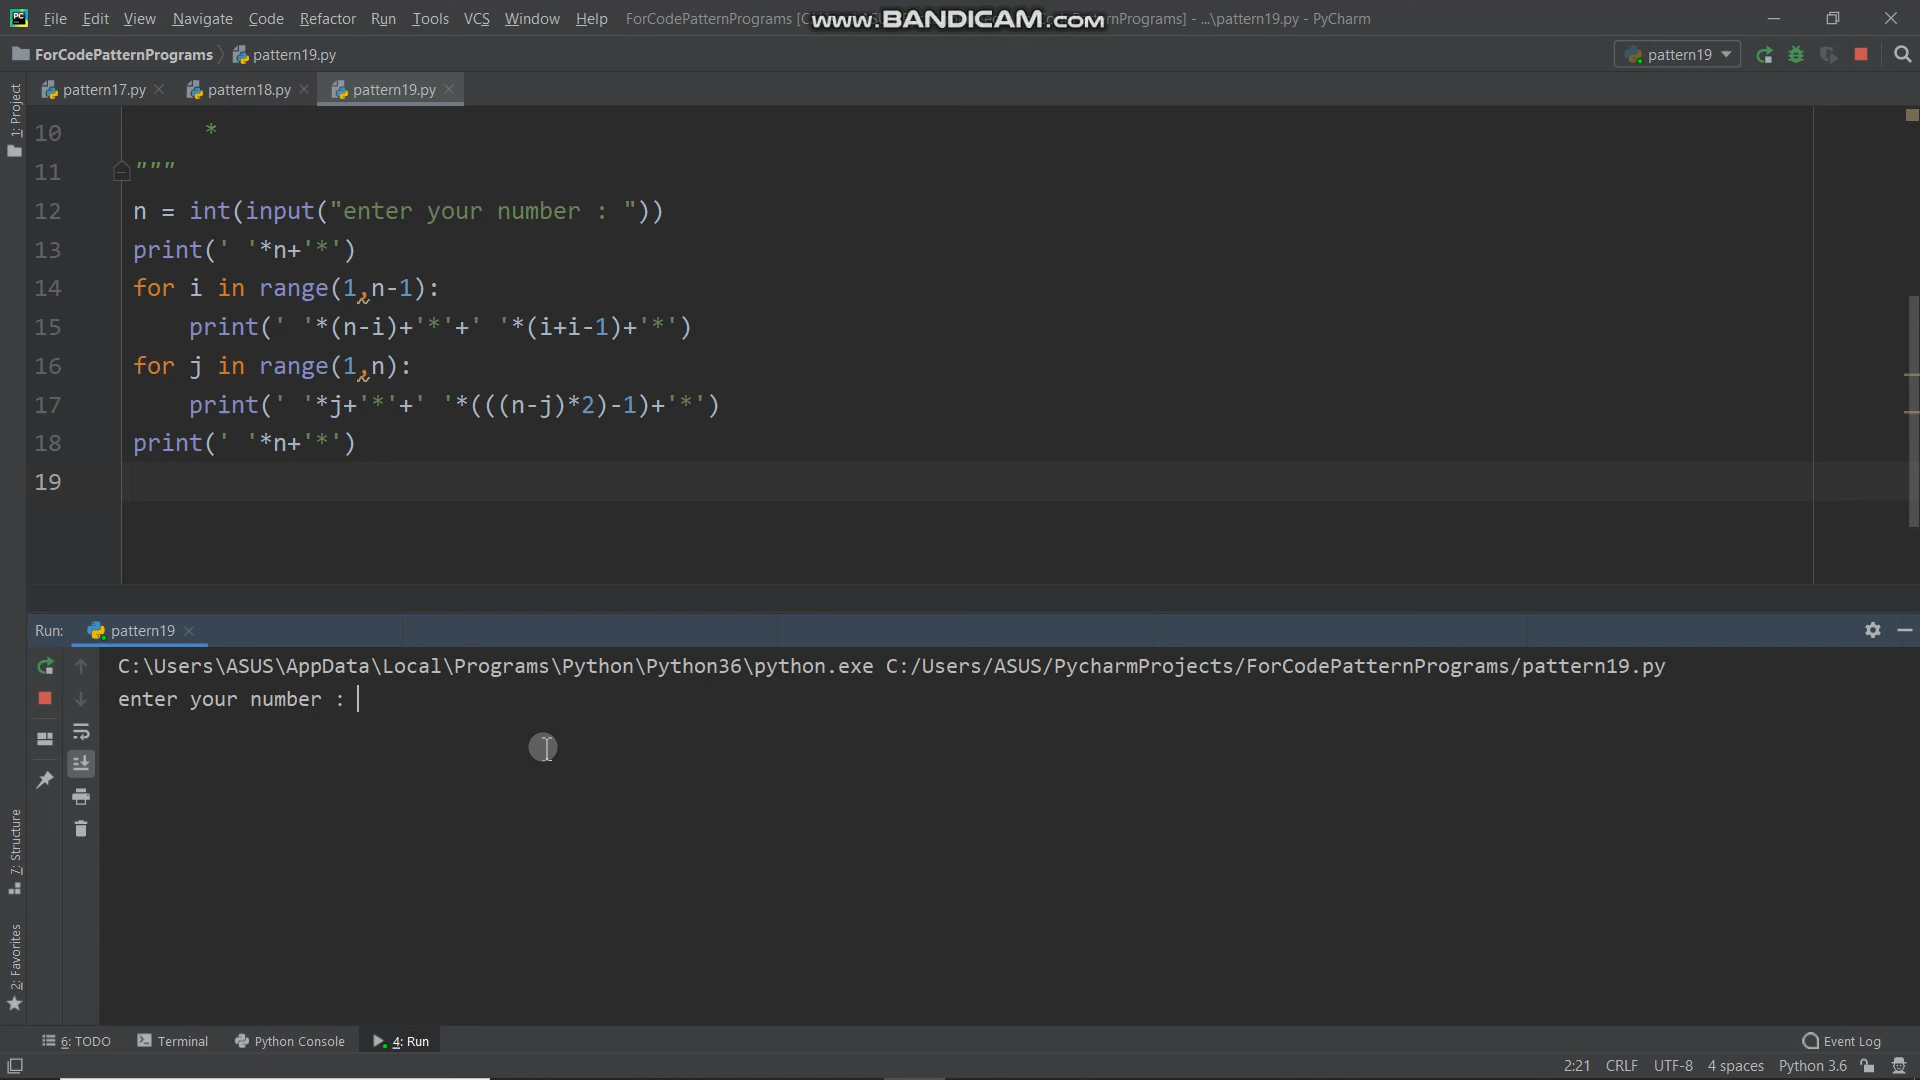 File Edit View Navigate Code Refactor Run Tools VCS Window Help ForCodePatternPrograms [C: PatternPrograms] - ...\pattern19.py - PyCharm
www.BANDICAM.com
ForCodePatternPrograms pattern19.py pattern19
pattern17.py pattern18.py pattern19.py
1: Project
10 *
11 """
12 n = int(input("enter your number : "))
13 print(' '*n+'*')
14 for i in range(1,n-1):
15 print(' '*(n-i)+'*'+' '*(i+i-1)+'*')
16 for j in range(1,n):
17 print(' '*j+'*'+' '*(((n-j)*2)-1)+'*')
18 print(' '*n+'*')
19
Run: pattern19
C:\Users\ASUS\AppData\Local\Programs\Python\Python36\python.exe C:/Users/ASUS/PycharmProjects/ForCodePatternPrograms/pattern19.py
enter your number :
7: Structure
2: Favorites
6: TODO Terminal Python Console 4: Run Event Log
2:21 CRLF UTF-8 4 spaces Python 3.6